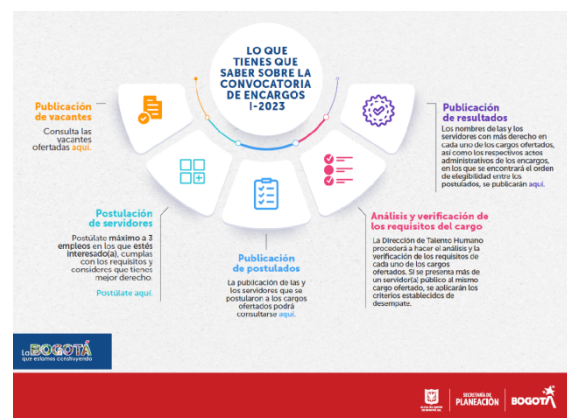 LO QUE
TIENES QUE
SABER SOBRE LA
CONVOCATORIA
DE ENCARGOS
I-2023
Publicación
de vacantes
Consulta las
vacantes
ofertadas aquí.
Postulación
de servidores
Postúlate máximo a 3
empleos en los que estés
interesado(a), cumplas
con los requisitos y
consideres que tienes
mejor derecho.
Postúlate aquí.
Publicación
de postulados
La publicación de las y
los servidores que se
postularon a los cargos
ofertados podrá
consultarse aquí.
Análisis y verificación de
los requisitos del cargo
La Dirección de Talento Humano
procederá a hacer el análisis y la
verificación de los requisitos de
cada uno de los cargos
ofertados. Si se presenta más de
un servidor(a) público al mismo
cargo ofertado, se aplicarán los
criterios establecidos de
desempate.
Publicación
de resultados
Los nombres de las y los
servidores con más derecho en
cada uno de los cargos ofertados,
así como los respectivos actos
administrativos de los encargos,
en los que se encontrará el orden
de elegibilidad entre los
postulados, se publicarán aquí.
La BOGOTÁ
que estamos construyendo
SECRETARÍA DE
PLANEACIÓN
BOGOTÁ